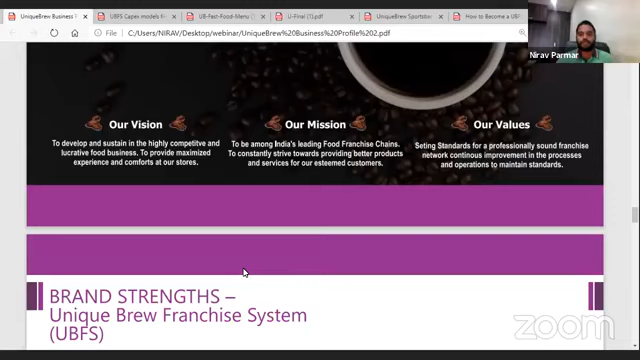 UniqueBrew Business P
UBFS Capex models f
UB-Fast-Food-Menu
U-Final (1).pdf
UniqueBrew Sportsba
How to Become a UBF
File
C:/Users/NIRAV/Desktop/webinar/UniqueBrew%20Business%20Profile%202.pdf
Nirav Parmar
Our Vision
To develop and sustain in the highly competitive and
lucrative food business. To provide maximized
experience and comforts at our stores.
Our Mission
To be among India's leading Food Franchise Chains.
To constantly strive towards providing better products
and services for our esteemed customers.
Our Values
Seting Standards for a professionally sound franchise
network continous improvement in the processes
and operations to maintain standards.
BRAND STRENGTHS –
Unique Brew Franchise System
(UBFS)
zoom